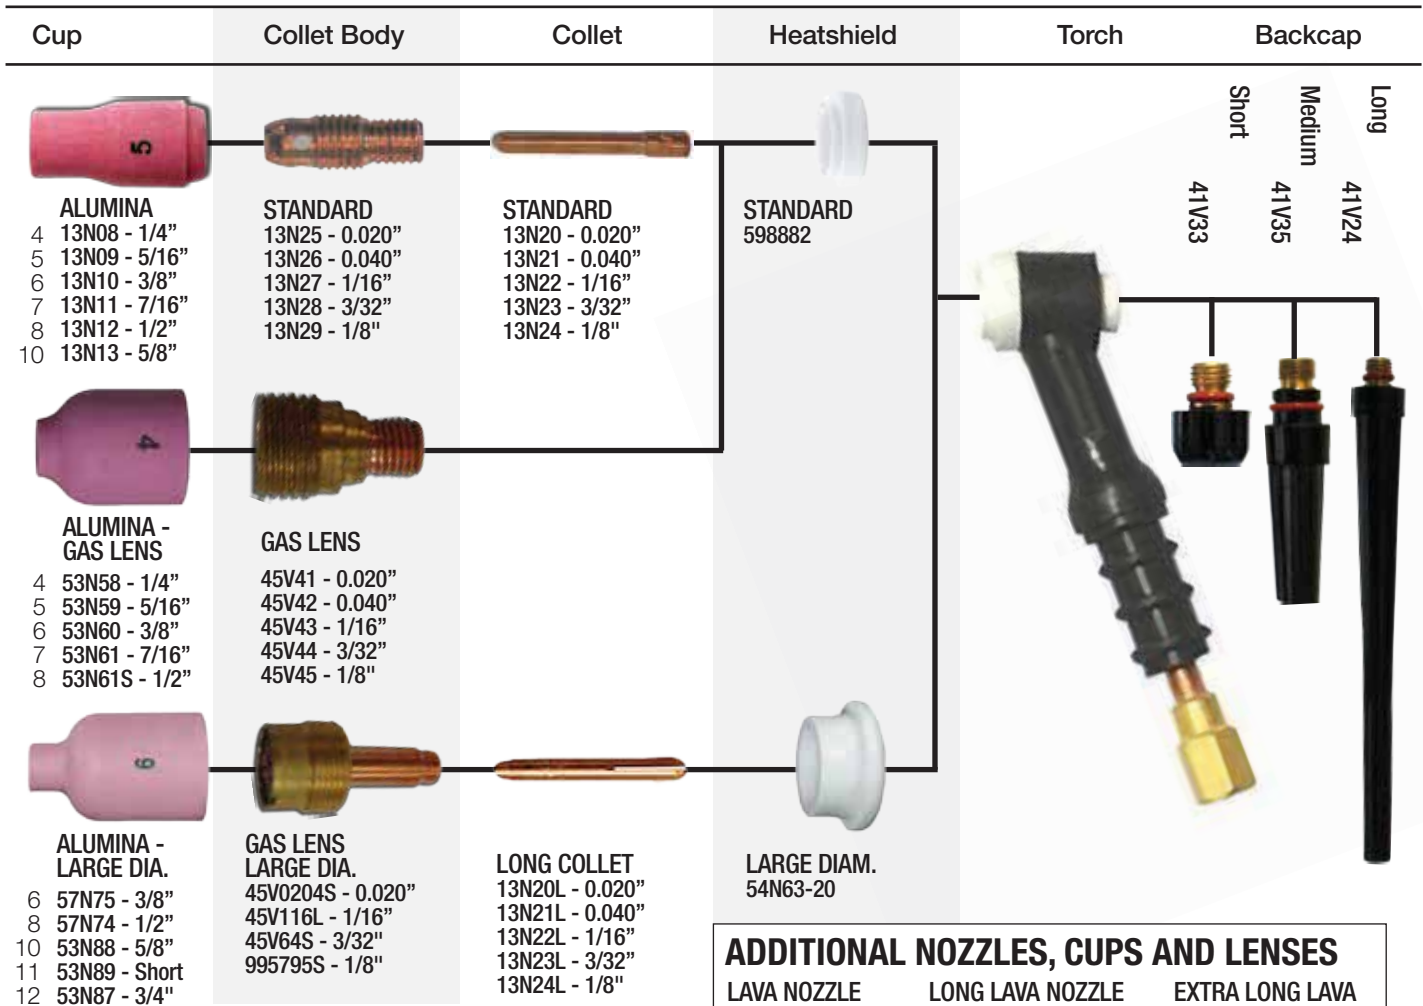 Cup
Collet Body
Collet
Heatshield
Torch
Backcap
Short
Medium
Long
41V33
41V35
41V24
5
ALUMINA
4 13N08 - 1/4”
5 13N09 - 5/16”
6 13N10 - 3/8”
7 13N11 - 7/16”
8 13N12 - 1/2”
10 13N13 - 5/8”
STANDARD
13N25 - 0.020”
13N26 - 0.040”
13N27 - 1/16”
13N28 - 3/32”
13N29 - 1/8"
STANDARD
13N20 - 0.020”
13N21 - 0.040”
13N22 - 1/16”
13N23 - 3/32”
13N24 - 1/8"
STANDARD
598882
4
ALUMINA -
GAS LENS
4 53N58 - 1/4”
5 53N59 - 5/16”
6 53N60 - 3/8”
7 53N61 - 7/16”
8 53N61S - 1/2”
GAS LENS
45V41 - 0.020”
45V42 - 0.040”
45V43 - 1/16”
45V44 - 3/32”
45V45 - 1/8"
6
ALUMINA -
LARGE DIA.
6 57N75 - 3/8”
8 57N74 - 1/2”
10 53N88 - 5/8”
11 53N89 - Short
12 53N87 - 3/4"
GAS LENS
LARGE DIA.
45V0204S - 0.020”
45V116L - 1/16”
45V64S - 3/32"
995795S - 1/8"
LONG COLLET
13N20L - 0.020”
13N21L - 0.040”
13N22L - 1/16”
13N23L - 3/32”
13N24L - 1/8"
LARGE DIAM.
54N63-20
ADDITIONAL NOZZLES, CUPS AND LENSES
LAVA NOZZLE
LONG LAVA NOZZLE
EXTRA LONG LAVA